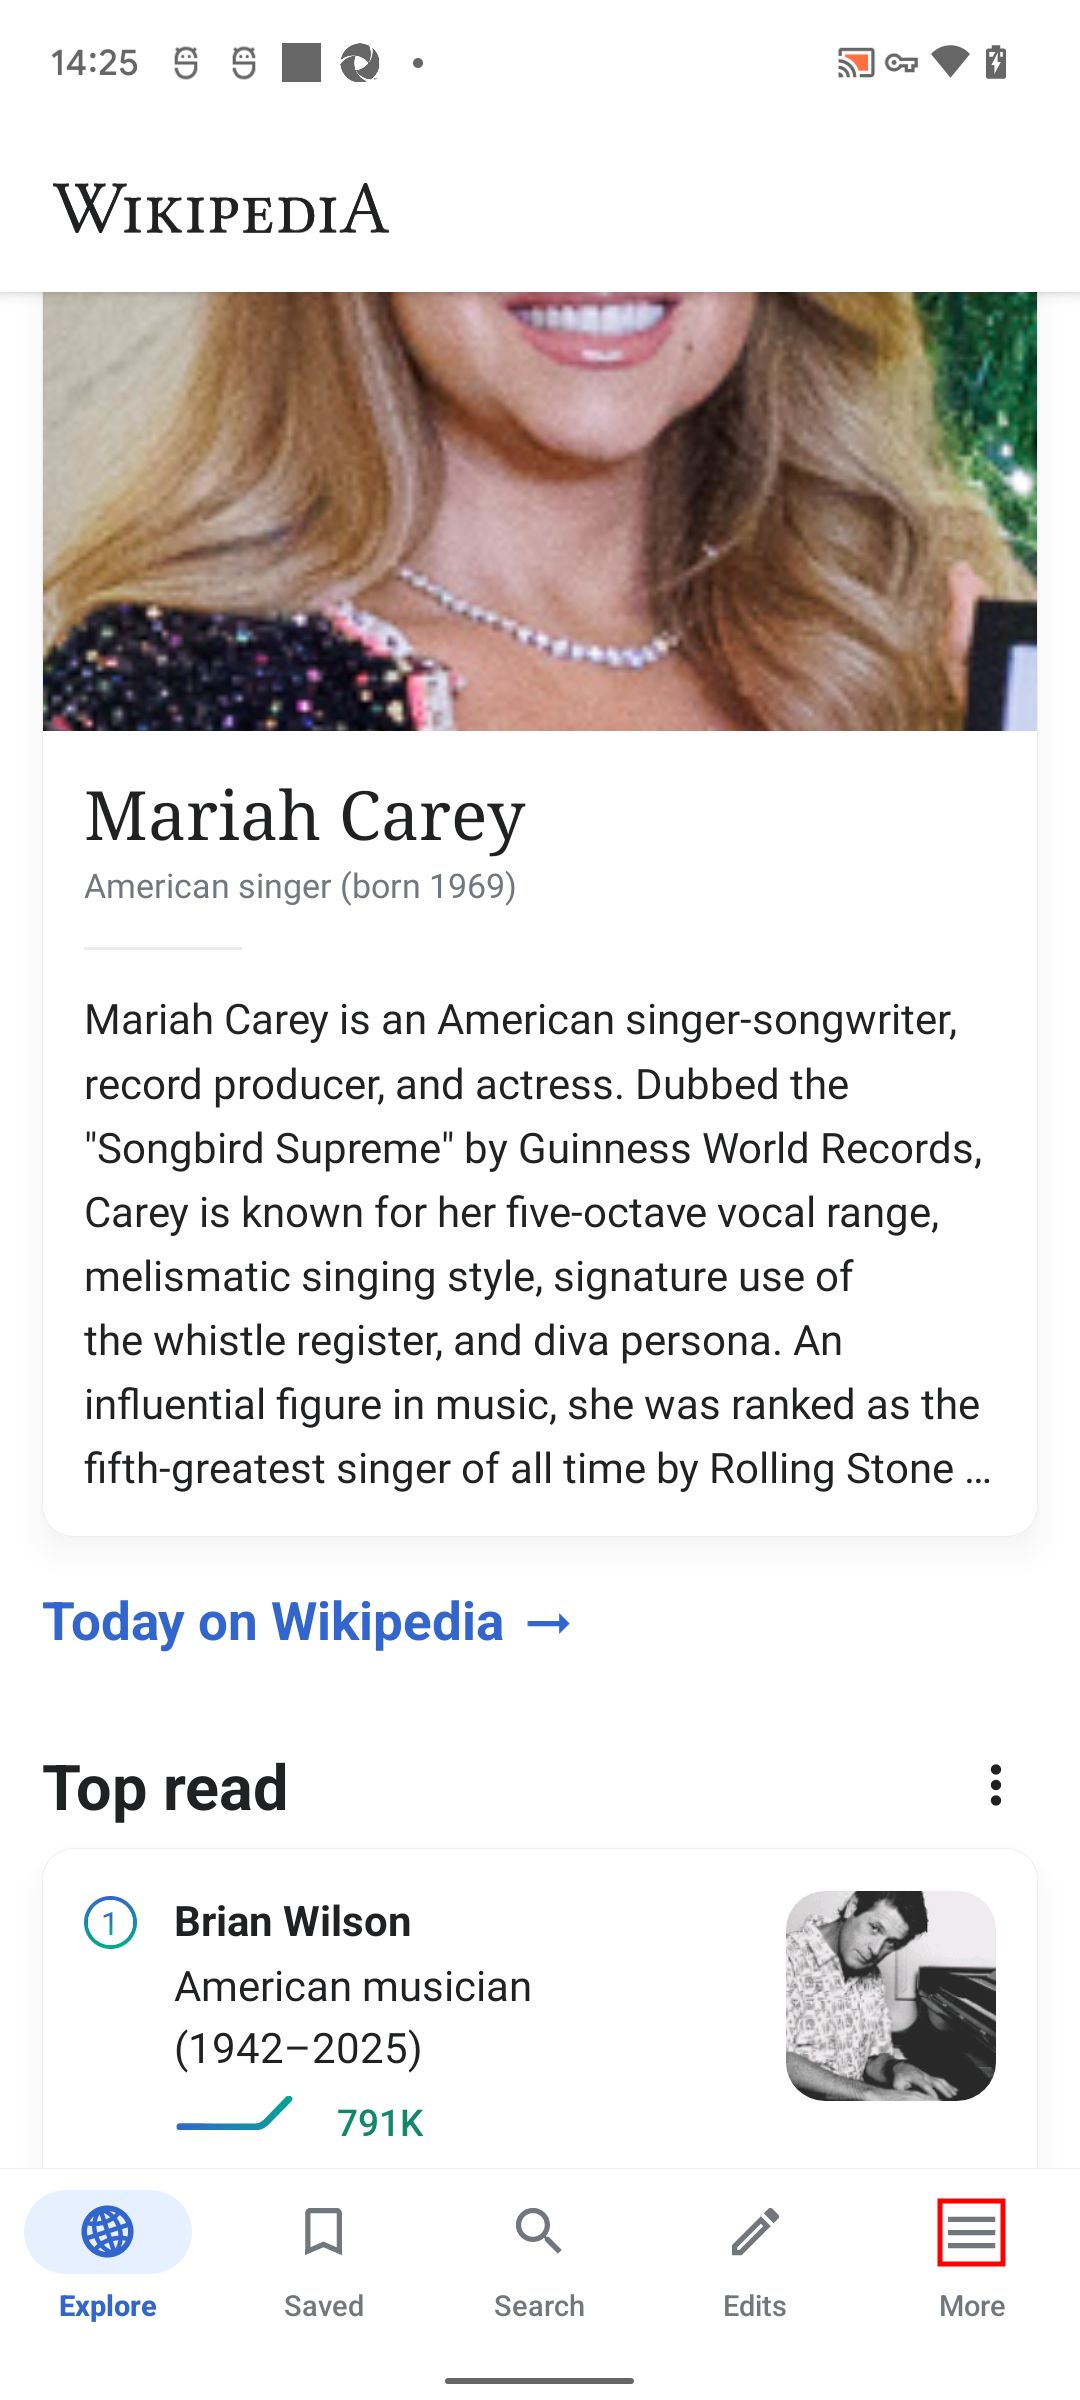 14:25
WIKIPEDIA
Mariah Carey
American singer (born 1969)
Mariah Carey is an American singer-songwriter,
record producer, and actress. Dubbed the
"Songbird Supreme" by Guinness World Records,
Carey is known for her five-octave vocal range,
melismatic singing style, signature use of
the whistle register, and diva persona. An
influential figure in music, she was ranked as the
fifth-greatest singer of all time by Rolling Stone ...
Today on Wikipedia →
Top read
1
Brian Wilson
American musician
(1942–2025)
791K
Explore
Saved
Search
Edits
More